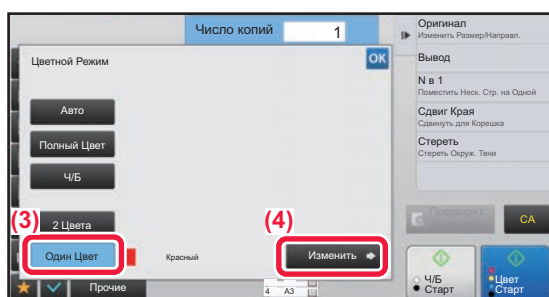 Число копий
1
Оригинал
Изменить Размер/Направл.
Цветной Режим
OK
Вывод
N в 1
Поместить Неск. Стр. на Одной
Авто
Сдвиг Края
Сдвинуть для Корешка
Полный Цвет
Стереть
Стереть Окруж. Тени
Ч/Б
(3)
(4)
2 Цвета
CA
Один Цвет
Красный
Изменить
Прочие
4 A3
Ч/Б
Старт
Цвет
Старт